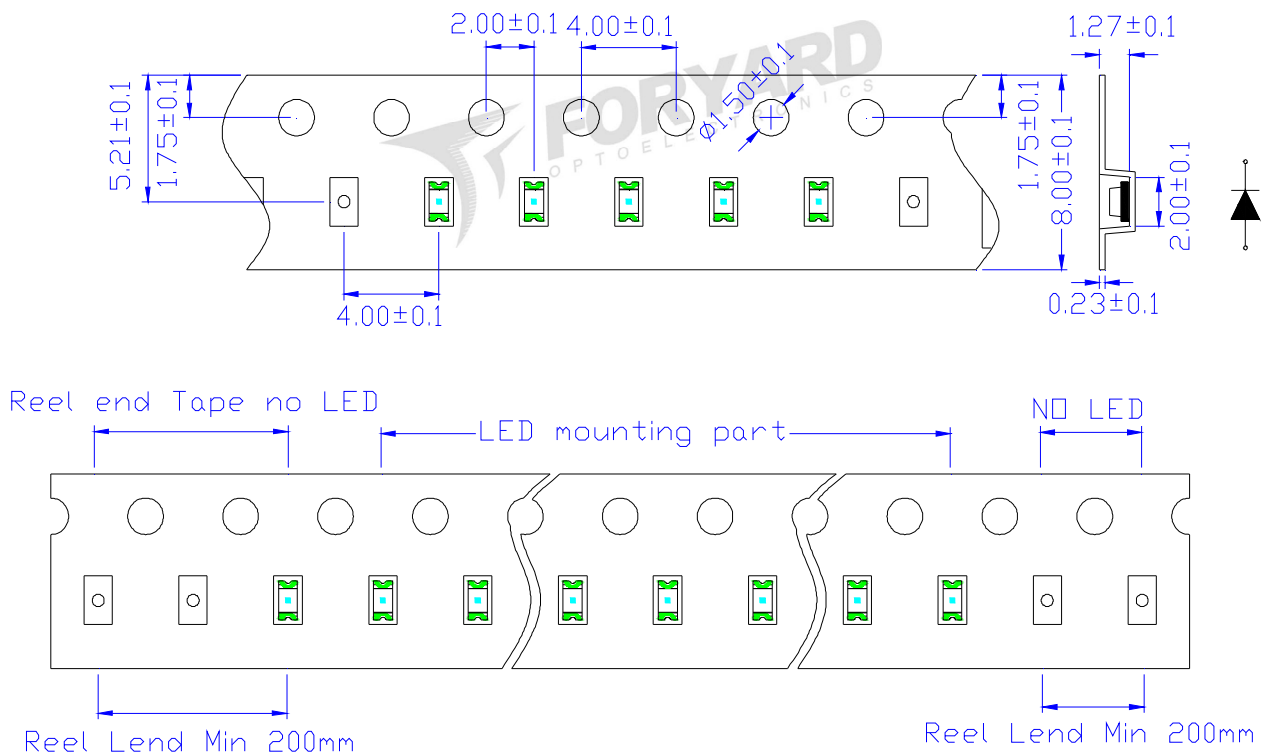 2.00±0.1
4.00±0.1
1.27±0.1
FORYARD
OPTOELECTRONICS
5.21±0.1
1.75±0.1
Ø1.50±0.1
1.75±0.1
8.00±0.1
2.00±0.1
4.00±0.1
0.23±0.1
Reel end Tape no LED
LED mounting part
NO LED
Reel Lend Min 200mm
Reel Lend Min 200mm